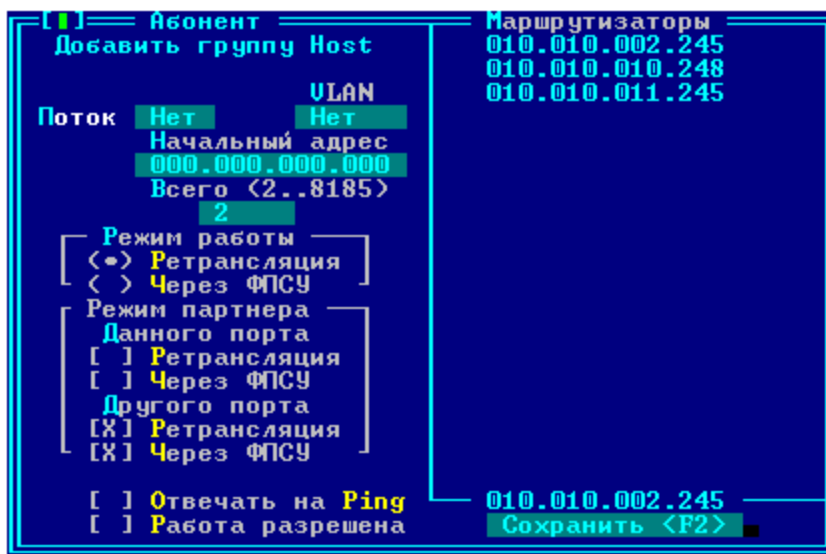 [ ] Абонент
Добавить группу Host
VLAN
Поток Нет Нет
Начальный адрес
000.000.000.000
Всего (2..8185)
2
Режим работы
(•) Ретрансляция
( ) Через ФПСУ
Режим партнера
Данного порта
[ ] Ретрансляция
[ ] Через ФПСУ
Другого порта
[X] Ретрансляция
[X] Через ФПСУ
[ ] Отвечать на Ping
[ ] Работа разрешена
Маршрутизаторы
010.010.002.245
010.010.010.248
010.010.011.245
010.010.002.245
Сохранить <F2>